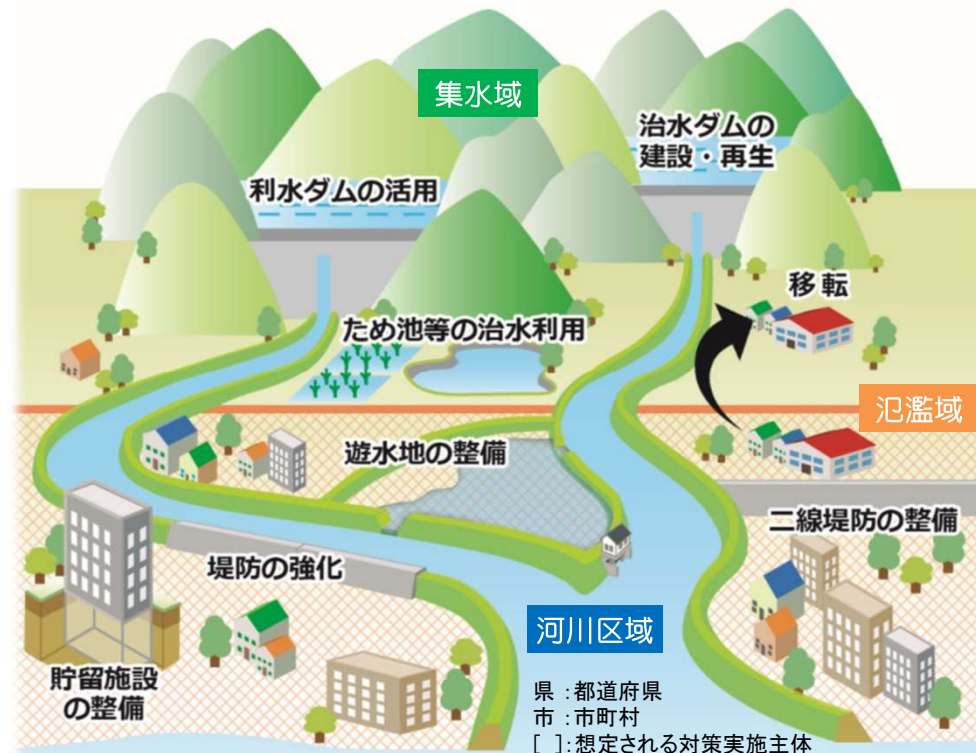 集水域
治水ダムの
建設・再生
利水ダムの活用
移転
ため池等の治水利用
氾濫域
遊水地の整備
二線堤防の整備
堤防の強化
河川区域
貯留施設
の整備
県 :都道府県
市 :市町村
[ ]:想定される対策実施主体